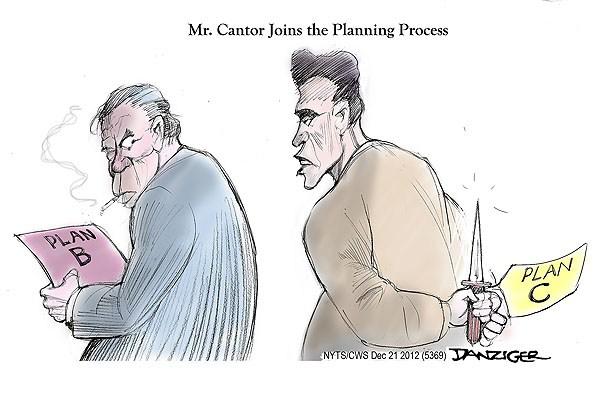 Mr. Cantor Joins the Planning Process
PLAN
B
PLAN
C
NYTS/CWS Dec 21 2012 (5369) DANZIGER